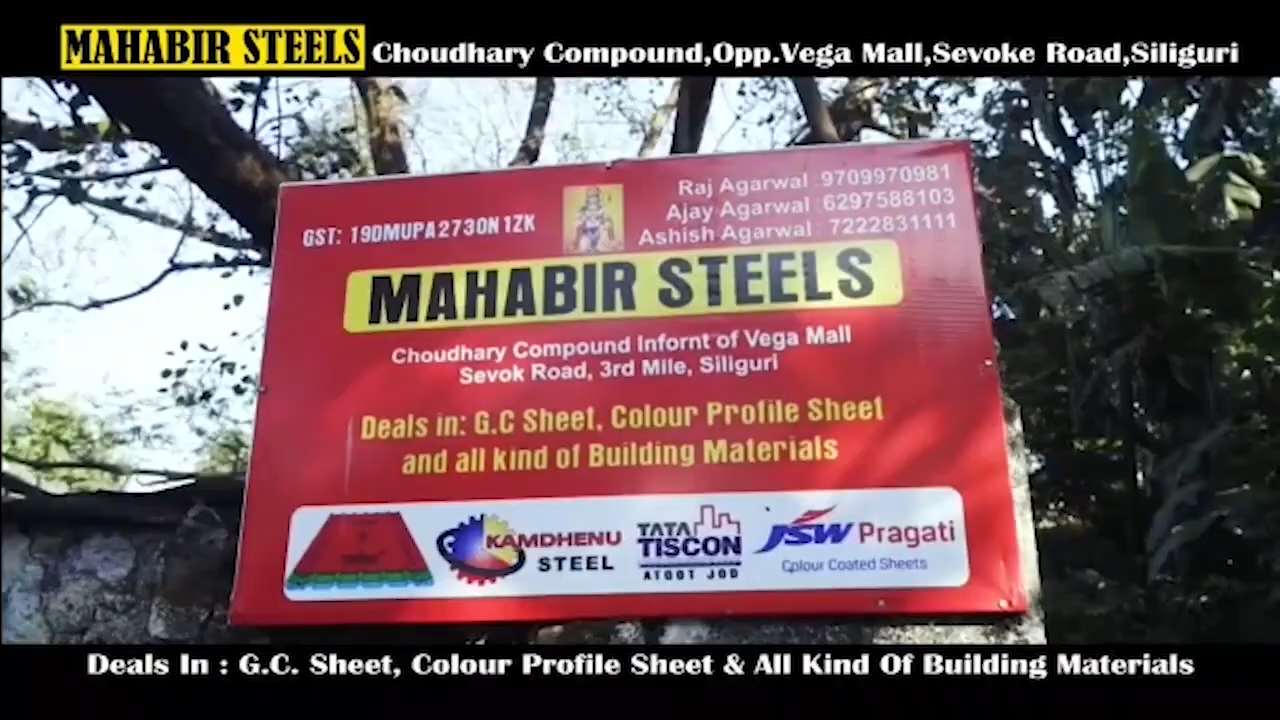 MAHABIR STEELS Choudhary Compound,Opp.Vega Mall,Sevoke Road,Siliguri
GST: 19DMUPA2730N1ZK
Raj Agarwal : 9709970981
Ajay Agarwal : 6297588103
Ashish Agarwal : 7222831111
MAHABIR STEELS
Choudhary Compound Infornt of Vega Mall
Sevok Road, 3rd Mile, Siliguri
Deals in: G.C Sheet, Colour Profile Sheet
and all kind of Building Materials
KAMDHENU
STEEL
TATA
TISCON
ATOOT JOD
JSW Pragati
Colour Coated Sheets
Deals In : G.C. Sheet, Colour Profile Sheet & All Kind Of Building Materials